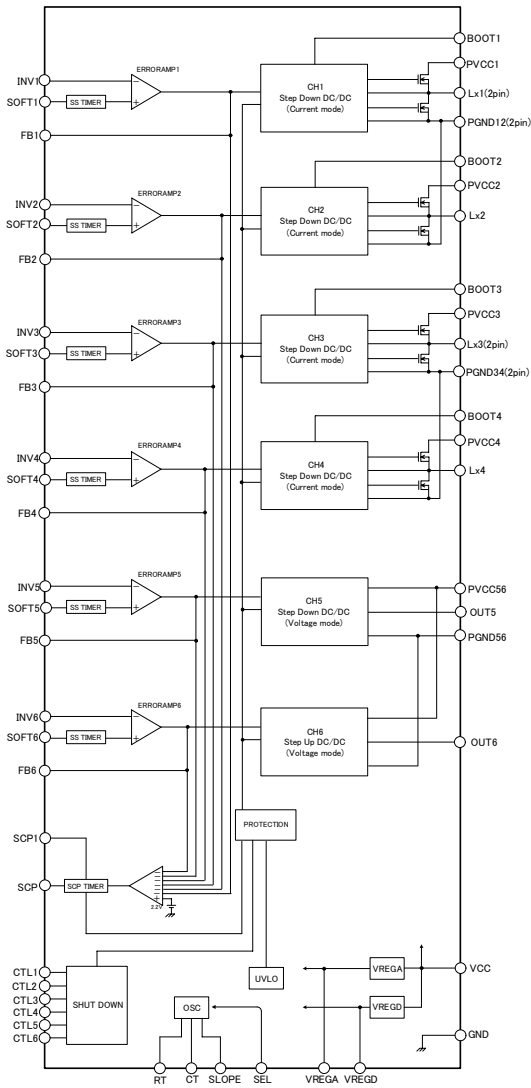 BOOT1
ERRORAMP1
PVCC1
INV1
CH1
Step Down DC/DC
(Current mode)
Lx1(2pin)
SOFT1
SS TIMER
PGND12(2pin)
FB1
BOOT2
ERRORAMP2
PVCC2
INV2
CH2
Step Down DC/DC
(Current mode)
Lx2
SOFT2
SS TIMER
FB2
BOOT3
ERRORAMP3
PVCC3
INV3
CH3
Step Down DC/DC
(Current mode)
Lx3(2pin)
SOFT3
SS TIMER
PGND34(2pin)
FB3
BOOT4
ERRORAMP4
PVCC4
INV4
CH4
Step Down DC/DC
(Current mode)
Lx4
SOFT4
SS TIMER
FB4
ERRORAMP5
INV5
CH5
Step Down DC/DC
(Voltage mode)
PVCC56
OUT5
SOFT5
SS TIMER
PGND56
FB5
ERRORAMP6
INV6
CH6
Step Up DC/DC
(Voltage mode)
SOFT6
SS TIMER
OUT6
FB6
SCP1
PROTECTION
SCP
SCP TIMER
2.2V
CTL1
CTL2
CTL3
CTL4
CTL5
CTL6
SHUT DOWN
UVLO
VREGA
VCC
OSC
VREGD
GND
RT
CT
SLOPE
SEL
VREGA
VREGD